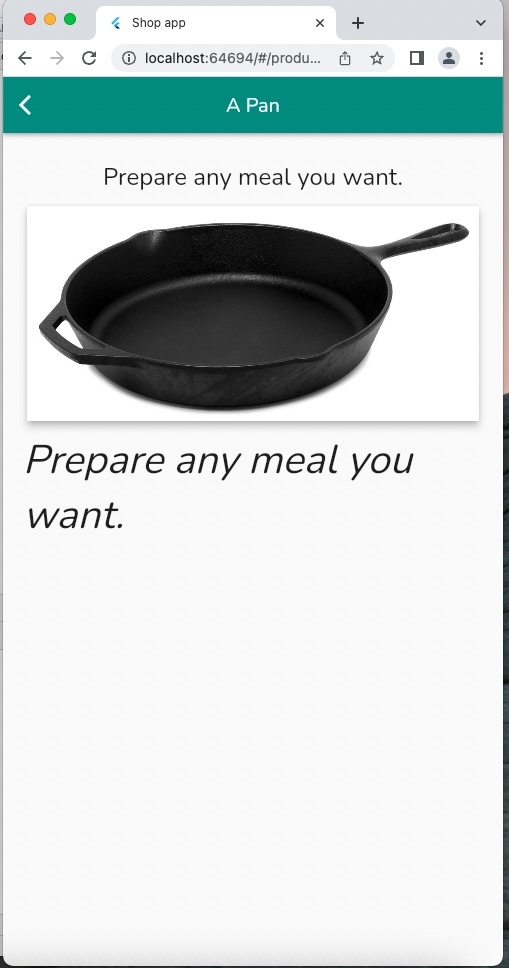 Shop app
localhost:64694/#/produ...
A Pan
Prepare any meal you want.
Prepare any meal you
want.